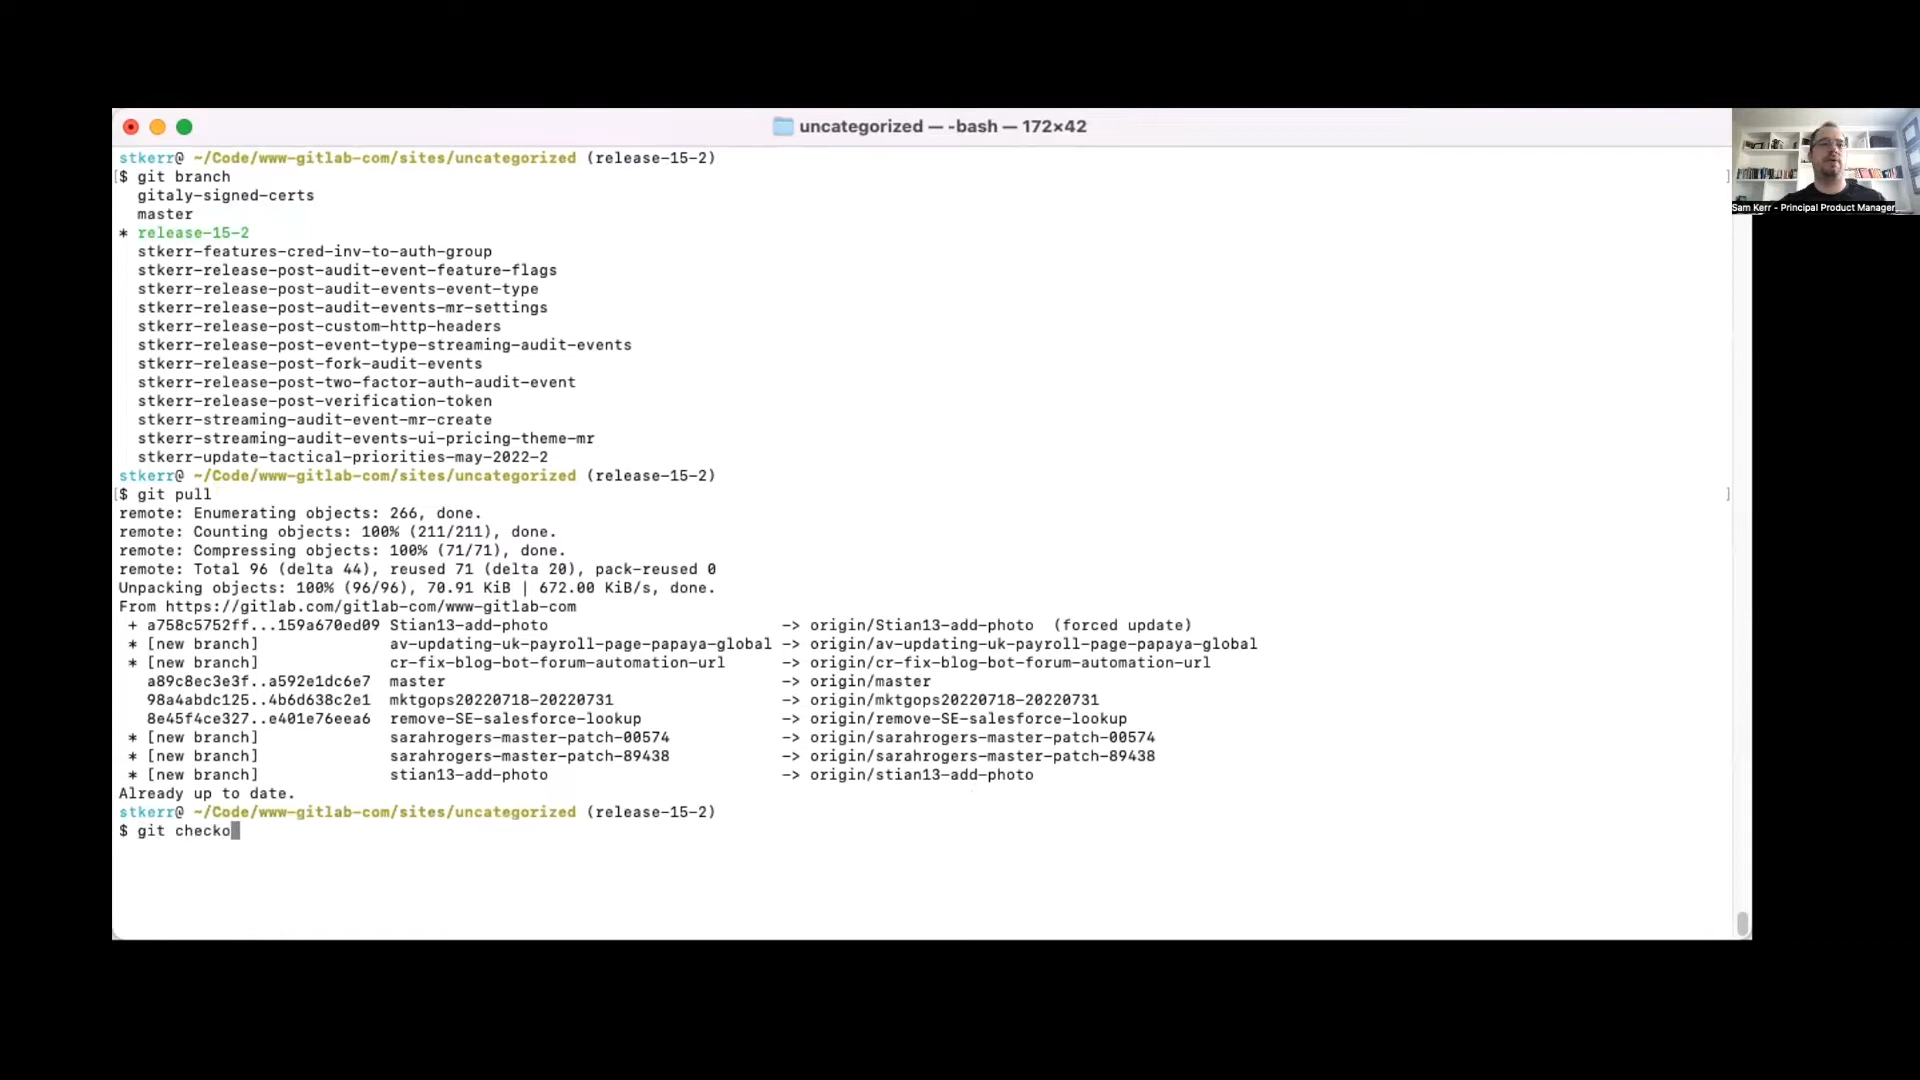 uncategorized — -bash — 172×42
stkerr@ ~/Code/www-gitlab-com/sites/uncategorized (release-15-2)
[$ git branch ]
gitaly-signed-certs
master
* release-15-2
stkerr-features-cred-inv-to-auth-group
stkerr-release-post-audit-event-feature-flags
stkerr-release-post-audit-events-event-type
stkerr-release-post-audit-events-mr-settings
stkerr-release-post-custom-http-headers
stkerr-release-post-event-type-streaming-audit-events
stkerr-release-post-fork-audit-events
stkerr-release-post-two-factor-auth-audit-event
stkerr-release-post-verification-token
stkerr-streaming-audit-event-mr-create
stkerr-streaming-audit-events-ui-pricing-theme-mr
stkerr-update-tactical-priorities-may-2022-2
stkerr@ ~/Code/www-gitlab-com/sites/uncategorized (release-15-2)
[$ git pull ]
remote: Enumerating objects: 266, done.
remote: Counting objects: 100% (211/211), done.
remote: Compressing objects: 100% (71/71), done.
remote: Total 96 (delta 44), reused 71 (delta 20), pack-reused 0
Unpacking objects: 100% (96/96), 70.91 KiB | 672.00 KiB/s, done.
From https://gitlab.com/gitlab-com/www-gitlab-com
+ a758c5752ff...159a670ed09 Stian13-add-photo -> origin/Stian13-add-photo (forced update)
* [new branch] av-updating-uk-payroll-page-papaya-global -> origin/av-updating-uk-payroll-page-papaya-global
* [new branch] cr-fix-blog-bot-forum-automation-url -> origin/cr-fix-blog-bot-forum-automation-url
a89c8ec3e3f..a592e1dc6e7 master -> origin/master
98a4abdc125..4b6d638c2e1 mktgops20220718-20220731 -> origin/mktgops20220718-20220731
8e45f4ce327..e401e76eea6 remove-SE-salesforce-lookup -> origin/remove-SE-salesforce-lookup
* [new branch] sarahrogers-master-patch-00574 -> origin/sarahrogers-master-patch-00574
* [new branch] sarahrogers-master-patch-89438 -> origin/sarahrogers-master-patch-89438
* [new branch] stian13-add-photo -> origin/stian13-add-photo
Already up to date.
stkerr@ ~/Code/www-gitlab-com/sites/uncategorized (release-15-2)
$ git checko
Sam Kerr - Principal Product Manager